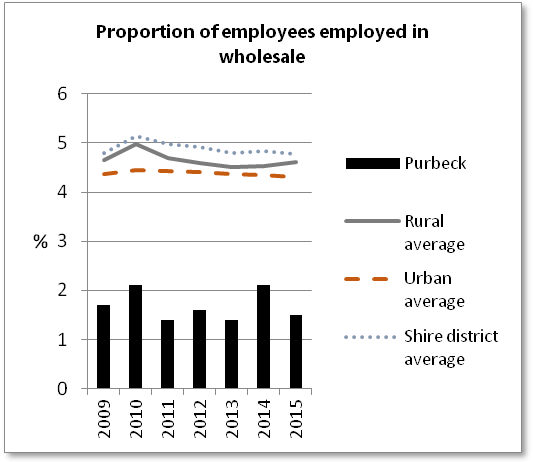 Proportion of employees employed in
wholesale
6
5
4
3
2
1
0
%
2009
2010
2011
2012
2013
2014
2015
Purbeck
Rural
average
Urban
average
Shire district
average